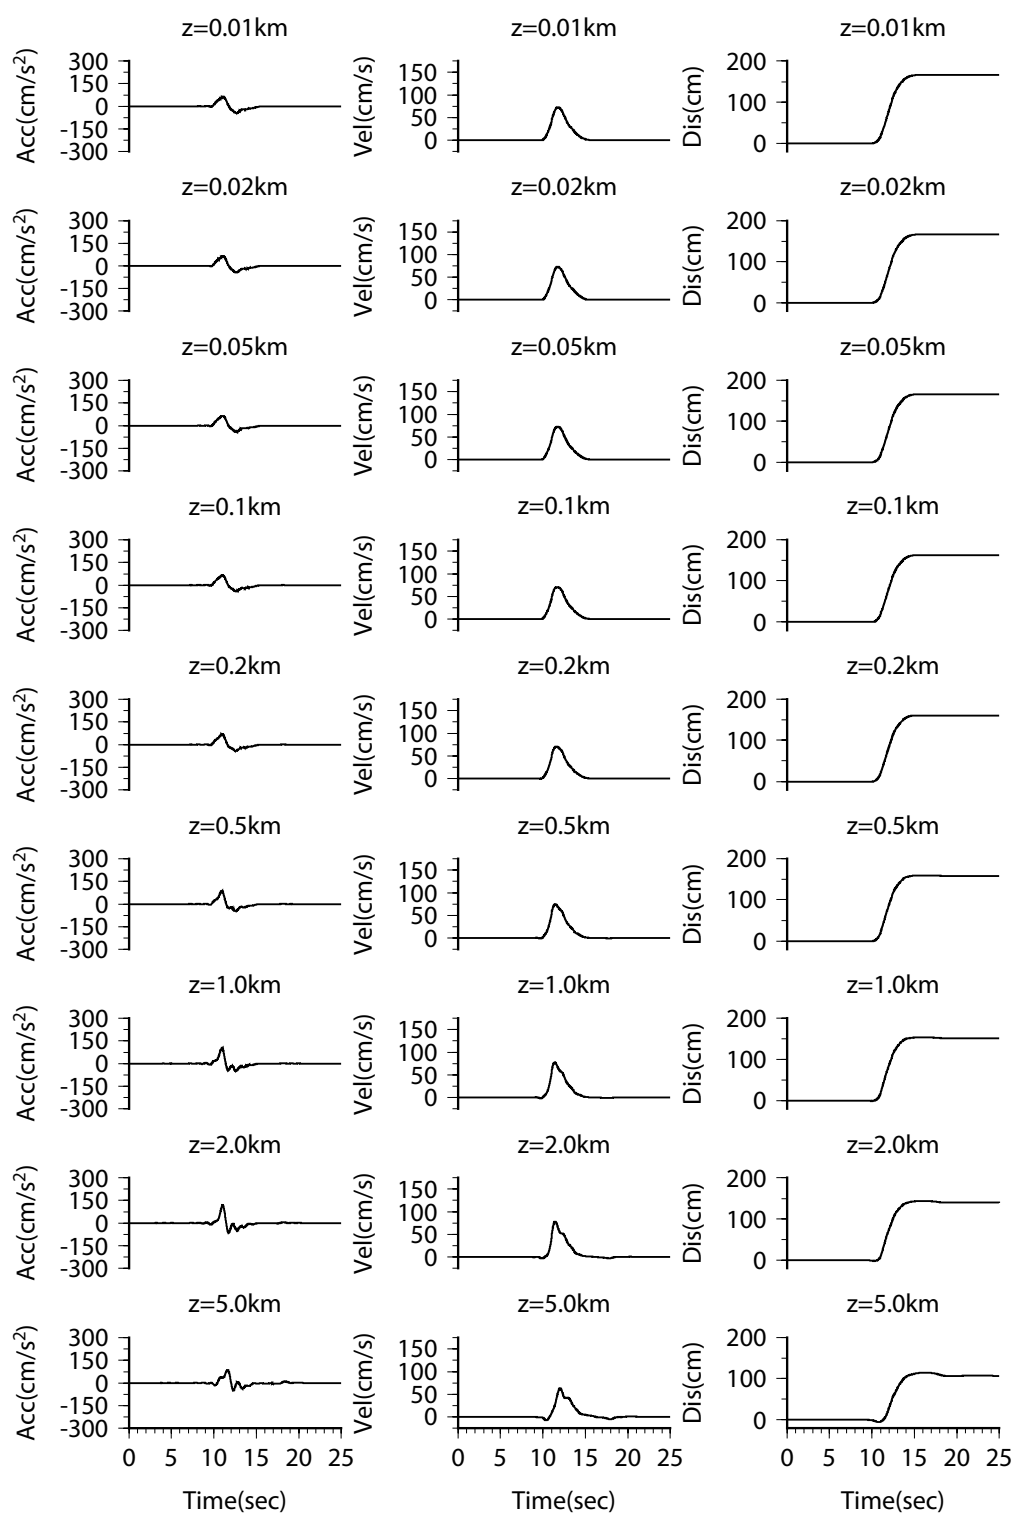 z=0.01km z=0.01km z=0.01km
Acc(cm/s²) 300 150 0 -150 -300 Vel(cm/s) 150 100 50 0 Dis(cm) 200 100 0
z=0.02km z=0.02km z=0.02km
Acc(cm/s²) 300 150 0 -150 -300 Vel(cm/s) 150 100 50 0 Dis(cm) 200 100 0
z=0.05km z=0.05km z=0.05km
Acc(cm/s²) 300 150 0 -150 -300 Vel(cm/s) 150 100 50 0 Dis(cm) 200 100 0
z=0.1km z=0.1km z=0.1km
Acc(cm/s²) 300 150 0 -150 -300 Vel(cm/s) 150 100 50 0 Dis(cm) 200 100 0
z=0.2km z=0.2km z=0.2km
Acc(cm/s²) 300 150 0 -150 -300 Vel(cm/s) 150 100 50 0 Dis(cm) 200 100 0
z=0.5km z=0.5km z=0.5km
Acc(cm/s²) 300 150 0 -150 -300 Vel(cm/s) 150 100 50 0 Dis(cm) 200 100 0
z=1.0km z=1.0km z=1.0km
Acc(cm/s²) 300 150 0 -150 -300 Vel(cm/s) 150 100 50 0 Dis(cm) 200 100 0
z=2.0km z=2.0km z=2.0km
Acc(cm/s²) 300 150 0 -150 -300 Vel(cm/s) 150 100 50 0 Dis(cm) 200 100 0
z=5.0km z=5.0km z=5.0km
Acc(cm/s²) 300 150 0 -150 -300 Vel(cm/s) 150 100 50 0 Dis(cm) 200 100 0
0 5 10 15 20 25 0 5 10 15 20 25 0 5 10 15 20 25
Time(sec) Time(sec) Time(sec)